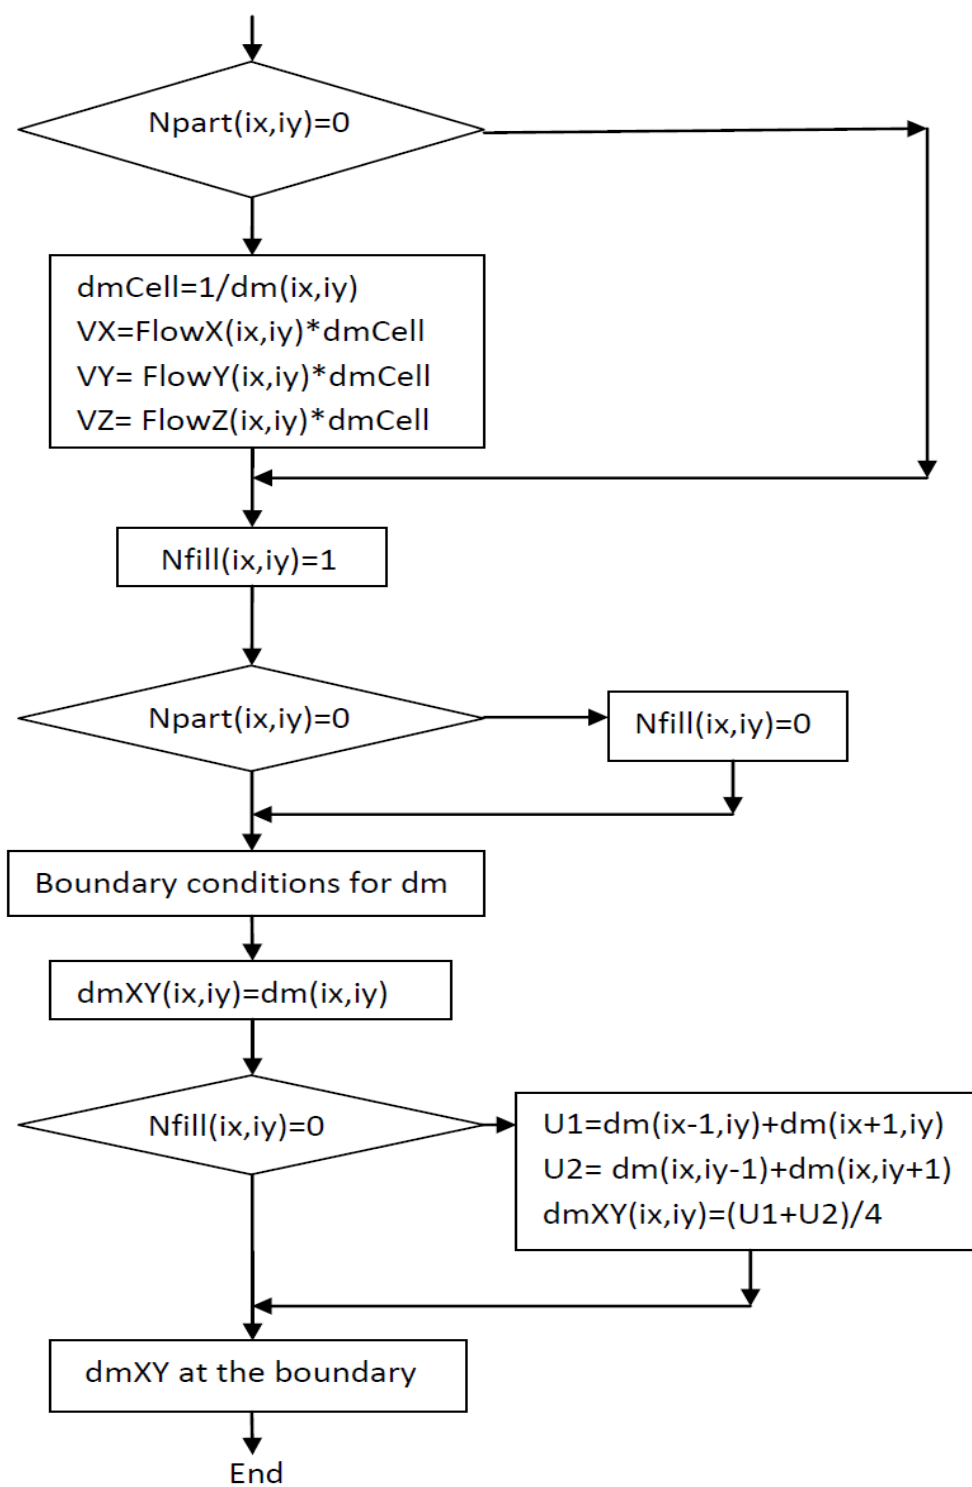 Npart(ix,iy)=0
dmCell=1/dm(ix,iy)
VX=FlowX(ix,iy)*dmCell
VY= FlowY(ix,iy)*dmCell
VZ= FlowZ(ix,iy)*dmCell
Nfill(ix,iy)=1
Npart(ix,iy)=0
Nfill(ix,iy)=0
Boundary conditions for dm
dmXY(ix,iy)=dm(ix,iy)
Nfill(ix,iy)=0
U1=dm(ix-1,iy)+dm(ix+1,iy)
U2= dm(ix,iy-1)+dm(ix,iy+1)
dmXY(ix,iy)=(U1+U2)/4
dmXY at the boundary
End